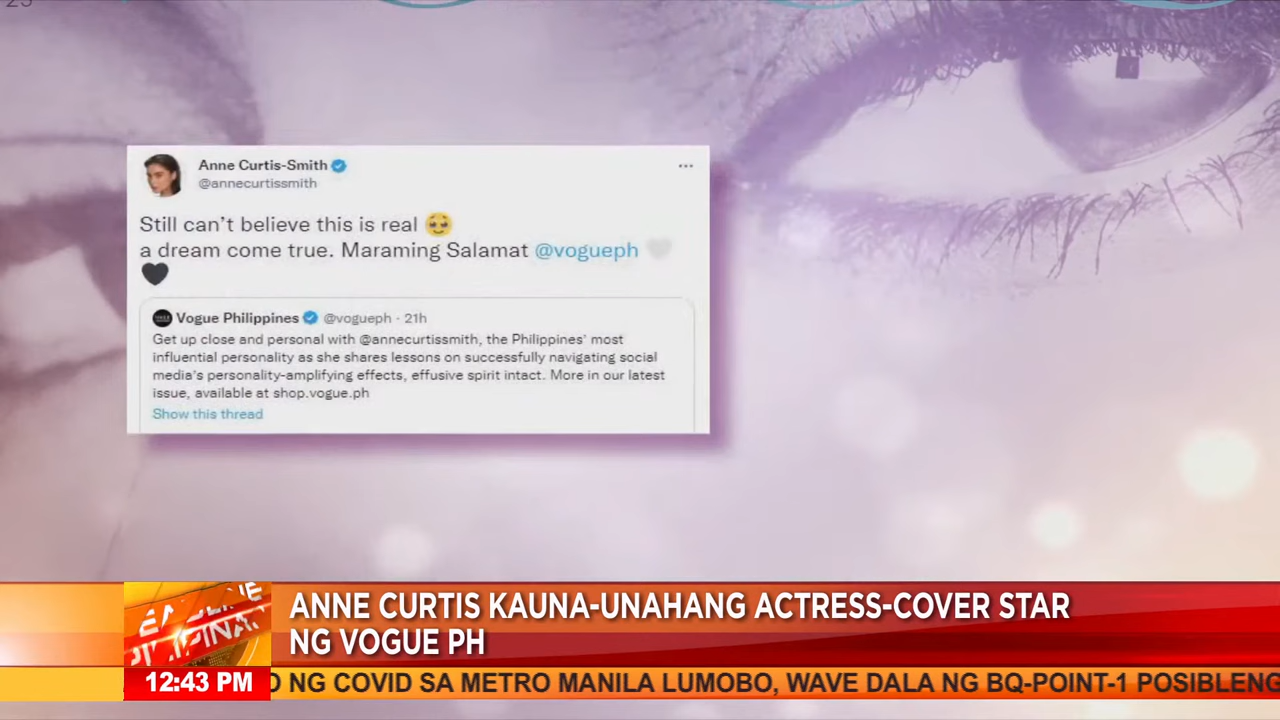 23
Anne Curtis-Smith
@annecurtissmith
Still can't believe this is real 🥹
a dream come true. Maraming Salamat @vogueph 🤍
🖤
Vogue Philippines @vogueph · 21h
Get up close and personal with @annecurtissmith, the Philippines' most
influential personality as she shares lessons on successfully navigating social
media's personality-amplifying effects, effusive spirit intact. More in our latest
issue, available at shop.vogue.ph
Show this thread
ANNE CURTIS KAUNA-UNAHANG ACTRESS-COVER STAR
NG VOGUE PH
12:43 PM
NG COVID SA METRO MANILA LUMOBO, WAVE DALA NG BQ-POINT-1 POSIBLENG